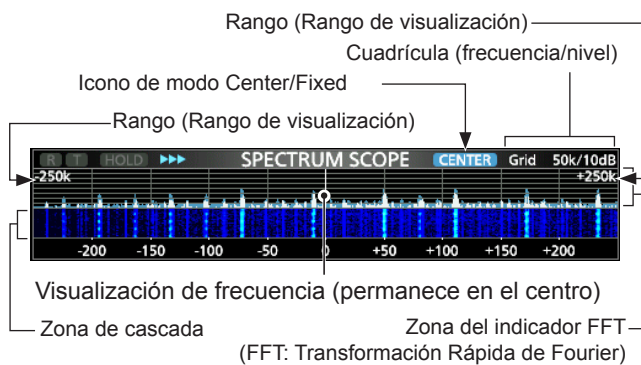 Rango (Rango de visualización)
Cuadrícula (frecuencia/nivel)
Icono de modo Center/Fixed
Rango (Rango de visualización)
R T HOLD SPECTRUM SCOPE CENTER Grid 50k/10dB
-250k +250k
-200 -150 -100 -50 0 +50 +100 +150 +200
Visualización de frecuencia (permanece en el centro)
Zona de cascada
Zona del indicador FFT
(FFT: Transformación Rápida de Fourier)